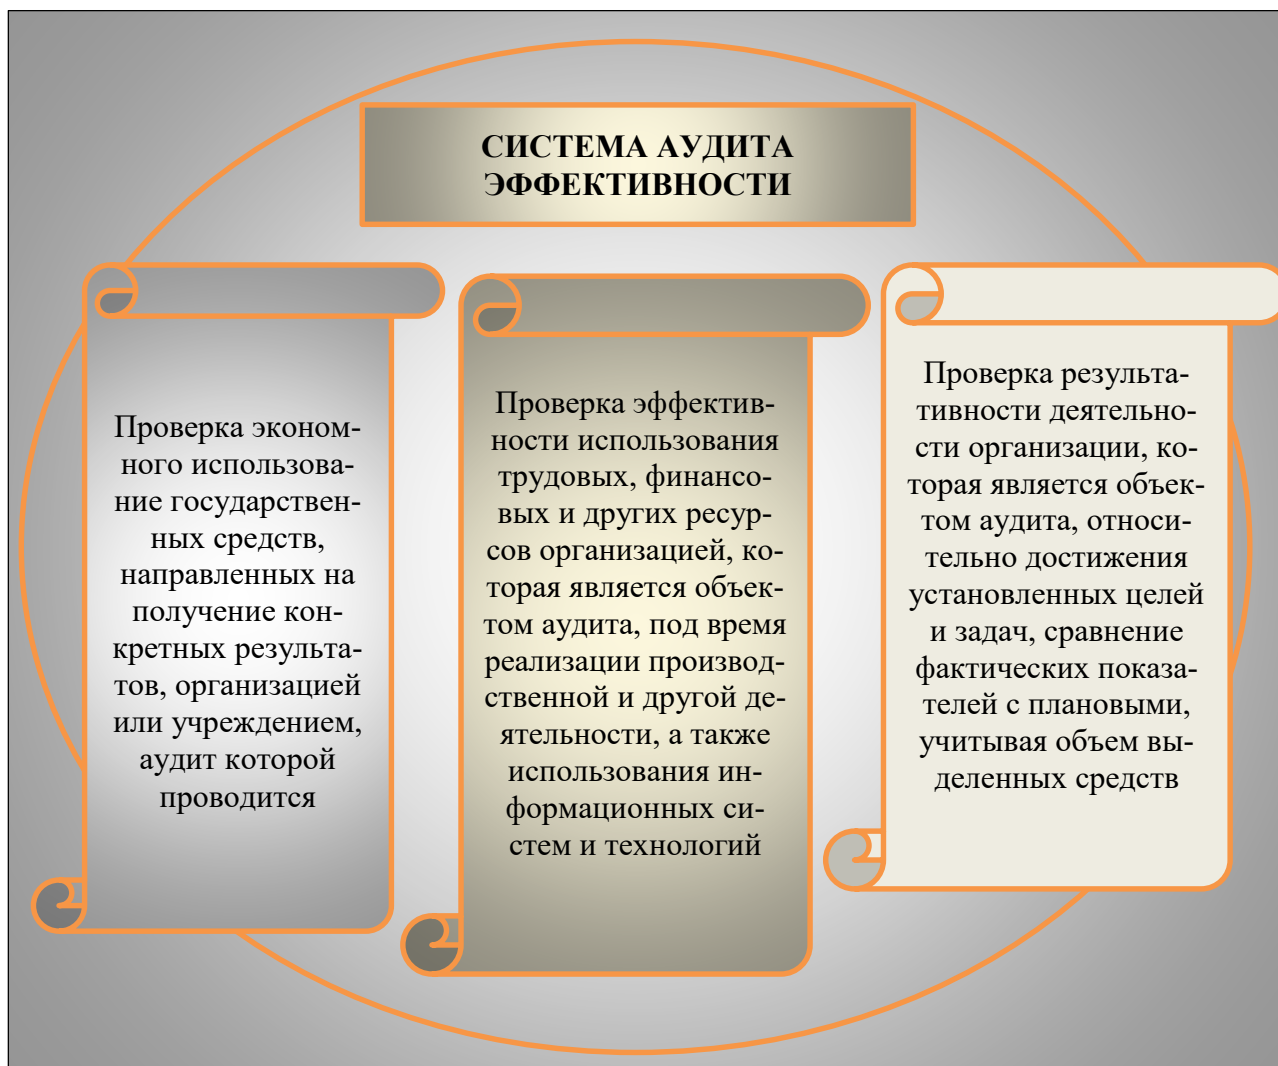 СИСТЕМА АУДИТА
ЭФФЕКТИВНОСТИ
Проверка эконом-
ного использова-
ние государствен-
ных средств,
направленных на
получение кон-
кретных результа-
тов, организацией
или учреждением,
аудит которой
проводится
Проверка эффектив-
ности использования
трудовых, финансо-
вых и других ресур-
сов организацией, ко-
торая является объек-
том аудита, под время
реализации производ-
ственной и другой де-
ятельности, а также
использования ин-
формационных си-
стем и технологий
Проверка результа-
тивности деятельно-
сти организации, ко-
торая является объек-
том аудита, относи-
тельно достижения
установленных целей
и задач, сравнение
фактических показа-
телей с плановыми,
учитывая объем вы-
деленных средств